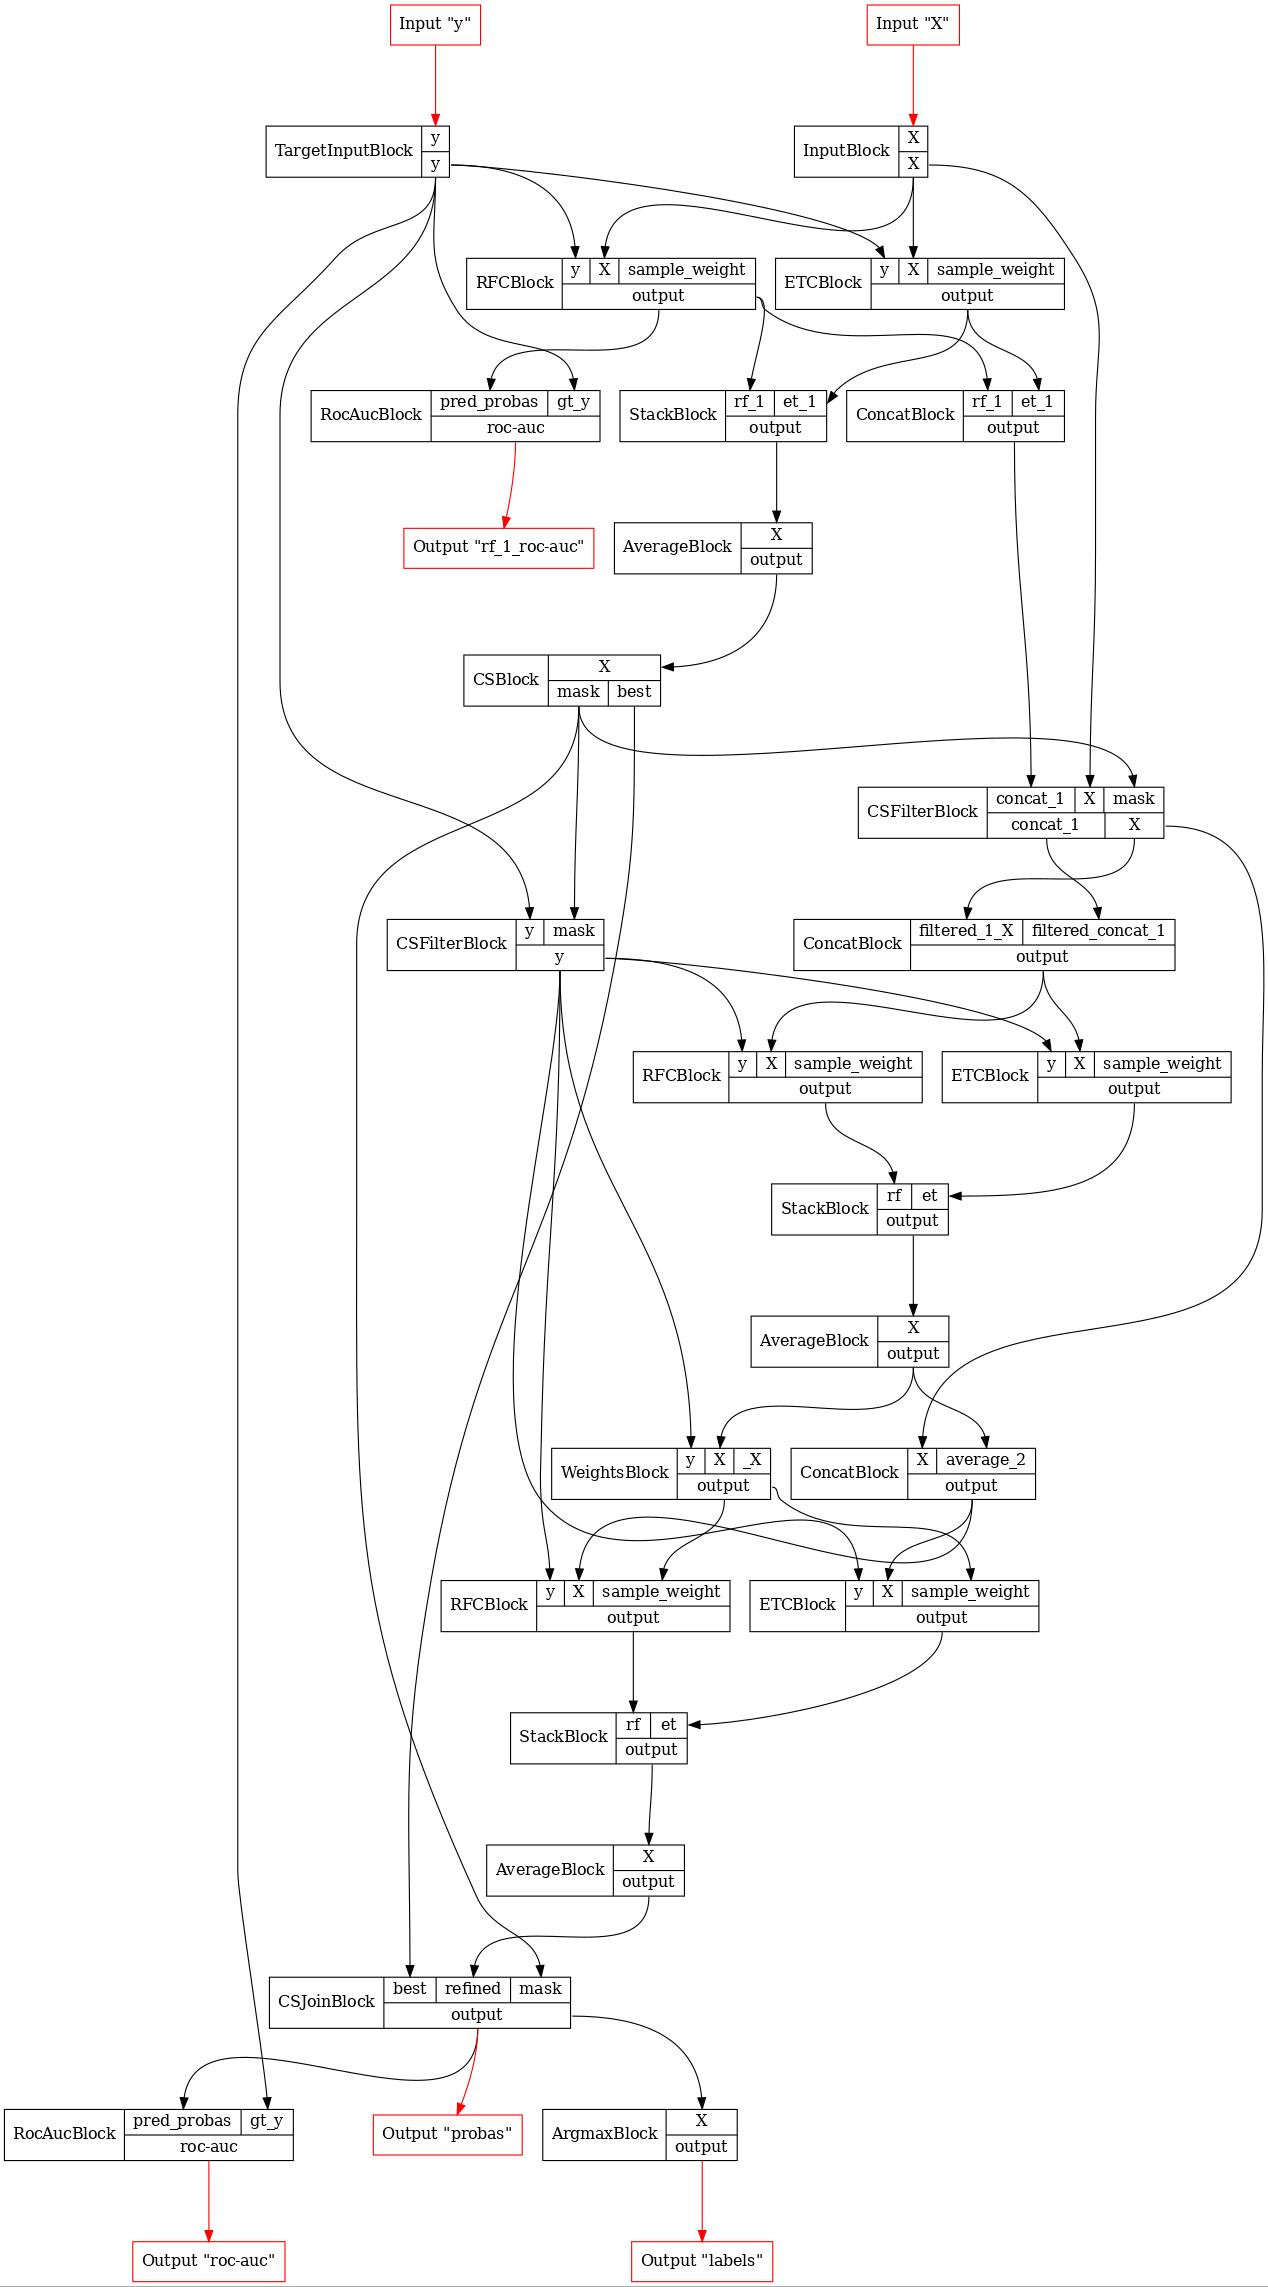 Input "y"
Input "X"
TargetInputBlock
y
y
InputBlock
X
X
RFCBlock
y X sample_weight
output
ETCBlock
y X sample_weight
output
RocAucBlock
pred_probas gt_y
roc-auc
StackBlock
rf_1 et_1
output
ConcatBlock
rf_1 et_1
output
Output "rf_1_roc-auc"
AverageBlock
X
output
CSBlock
X
mask best
CSFilterBlock
concat_1 X mask
concat_1 X
CSFilterBlock
y mask
y
ConcatBlock
filtered_1_X filtered_concat_1
output
RFCBlock
y X sample_weight
output
ETCBlock
y X sample_weight
output
StackBlock
rf et
output
AverageBlock
X
output
WeightsBlock
y X _X
output
ConcatBlock
X average_2
output
RFCBlock
y X sample_weight
output
ETCBlock
y X sample_weight
output
StackBlock
rf et
output
AverageBlock
X
output
CSJoinBlock
best refined mask
output
RocAucBlock
pred_probas gt_y
roc-auc
Output "probas"
ArgmaxBlock
X
output
Output "roc-auc"
Output "labels"